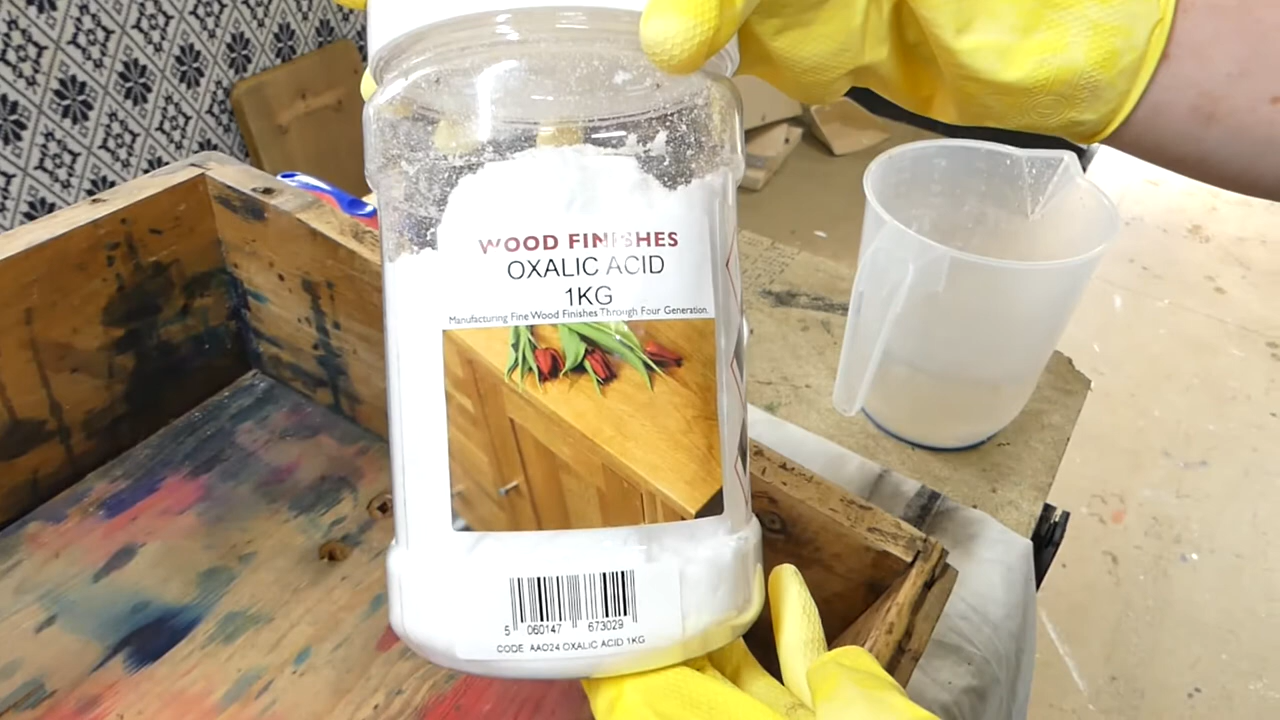 WOOD FINISHES
OXALIC ACID
1KG
Manufacturing Fine Wood Finishes Through Four Generation.
5 060147 673029
CODE AAO24 OXALIC ACID 1KG